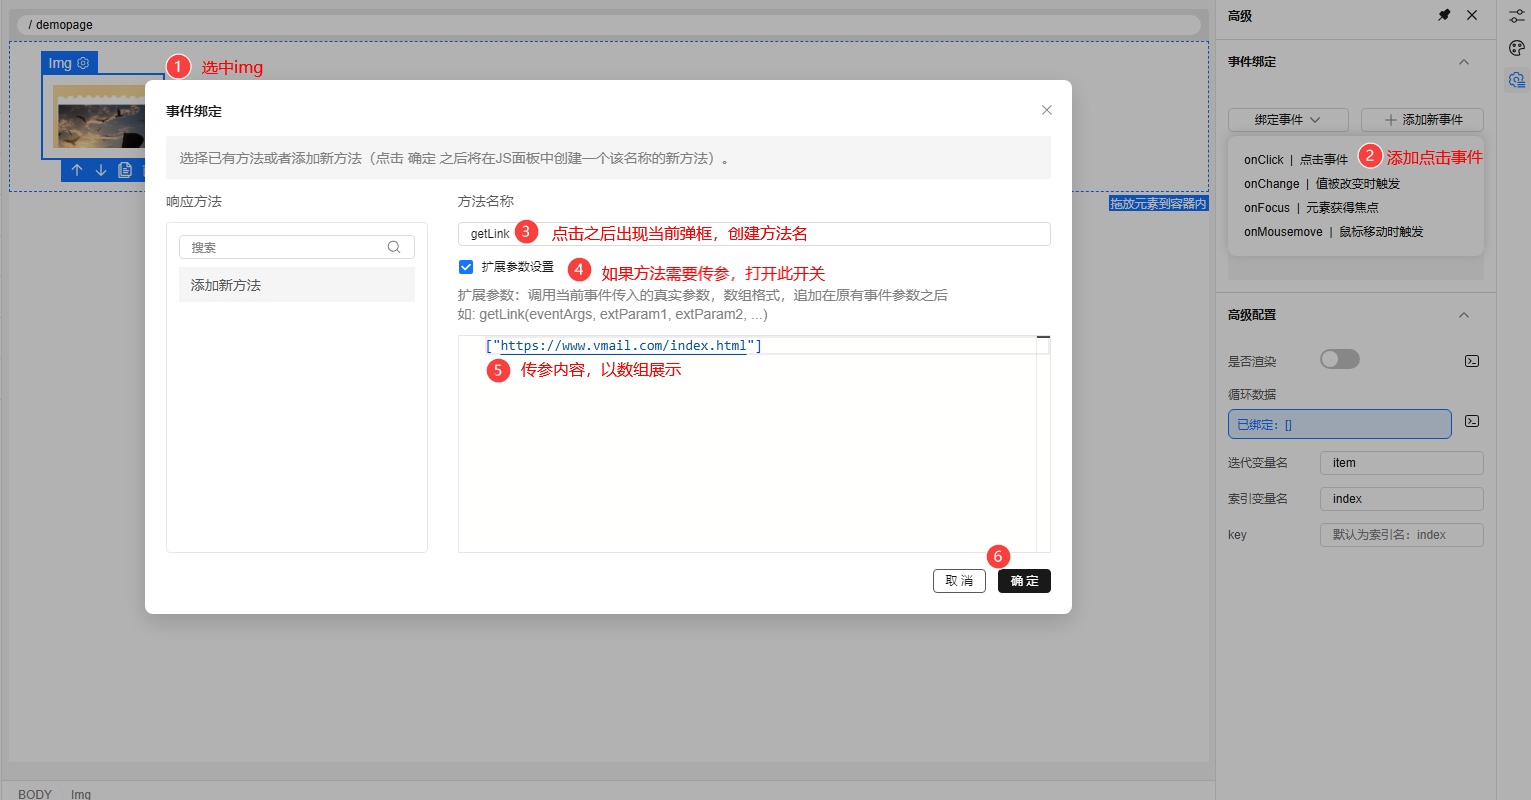 / demopage
高级
Img
1 选中img
事件绑定
绑定事件
添加新事件
onClick | 点击事件
2 添加点击事件
onChange | 值被改变时触发
onFocus | 元素获得焦点
onMousemove | 鼠标移动时触发
拖放元素到容器内
事件绑定
选择已有方法或者添加新方法（点击 确定 之后将在JS面板中创建一个该名称的新方法）。
响应方法
搜索
添加新方法
方法名称
getLink
3 点击之后出现当前弹框，创建方法名
扩展参数设置
4 如果方法需要传参，打开此开关
扩展参数：调用当前事件传入的真实参数，数组格式，追加在原有事件参数之后
如: getLink(eventArgs, extParam1, extParam2, ...)
["https://www.vmail.com/index.html"]
5 传参内容，以数组展示
6
取消
确定
高级配置
是否渲染
循环数据
已绑定：[]
迭代变量名
item
索引变量名
index
key
默认为索引名：index
BODY
Img